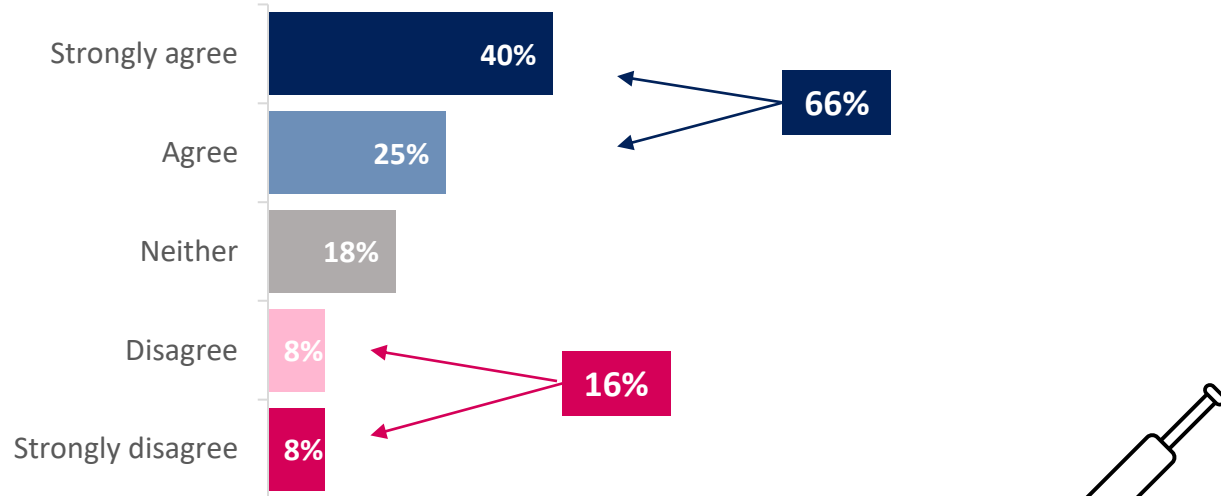 Strongly agree 40%
66%
Agree 25%
Neither 18%
Disagree 8%
16%
Strongly disagree 8%